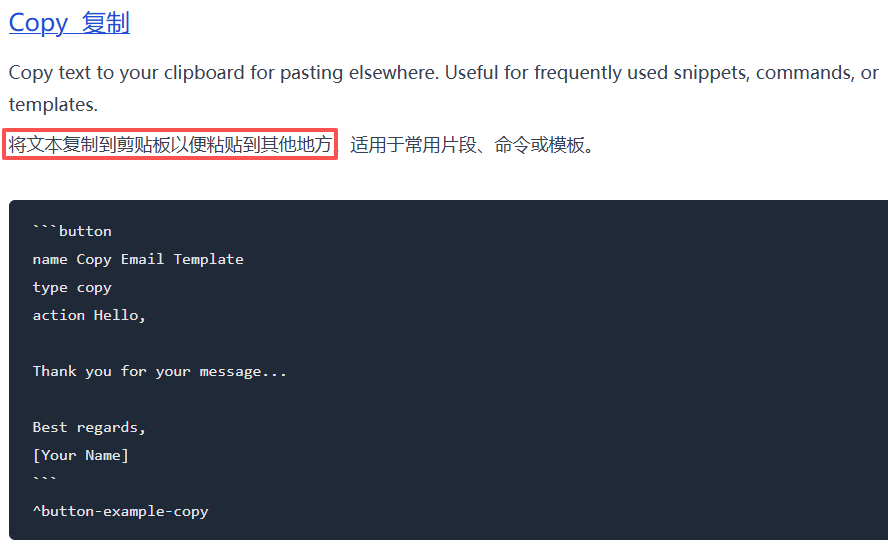 Copy 复制
Copy text to your clipboard for pasting elsewhere. Useful for frequently used snippets, commands, or
templates.
将文本复制到剪贴板以便粘贴到其他地方 适用于常用片段、命令或模板。
```button
name Copy Email Template
type copy
action Hello,
Thank you for your message...
Best regards,
[Your Name]
```
^button-example-copy